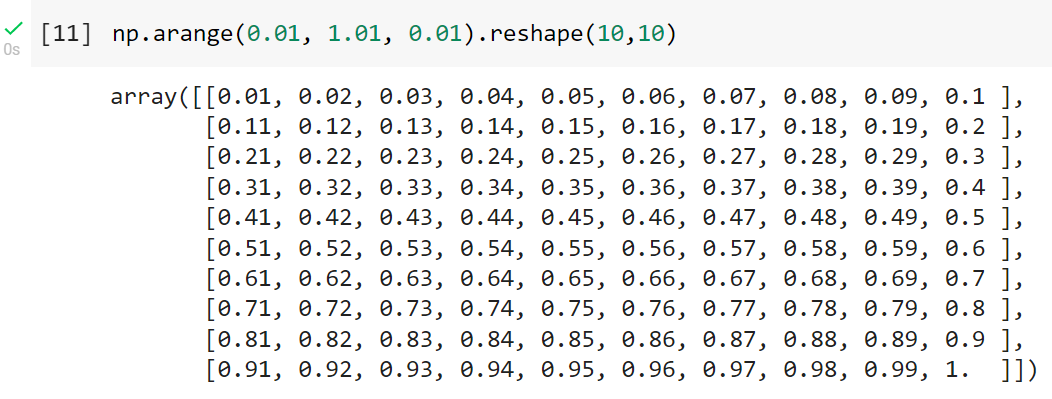 [11] np.arange(0.01, 1.01, 0.01).reshape(10,10)
0s
array([[0.01, 0.02, 0.03, 0.04, 0.05, 0.06, 0.07, 0.08, 0.09, 0.1 ],
       [0.11, 0.12, 0.13, 0.14, 0.15, 0.16, 0.17, 0.18, 0.19, 0.2 ],
       [0.21, 0.22, 0.23, 0.24, 0.25, 0.26, 0.27, 0.28, 0.29, 0.3 ],
       [0.31, 0.32, 0.33, 0.34, 0.35, 0.36, 0.37, 0.38, 0.39, 0.4 ],
       [0.41, 0.42, 0.43, 0.44, 0.45, 0.46, 0.47, 0.48, 0.49, 0.5 ],
       [0.51, 0.52, 0.53, 0.54, 0.55, 0.56, 0.57, 0.58, 0.59, 0.6 ],
       [0.61, 0.62, 0.63, 0.64, 0.65, 0.66, 0.67, 0.68, 0.69, 0.7 ],
       [0.71, 0.72, 0.73, 0.74, 0.75, 0.76, 0.77, 0.78, 0.79, 0.8 ],
       [0.81, 0.82, 0.83, 0.84, 0.85, 0.86, 0.87, 0.88, 0.89, 0.9 ],
       [0.91, 0.92, 0.93, 0.94, 0.95, 0.96, 0.97, 0.98, 0.99, 1.  ]])